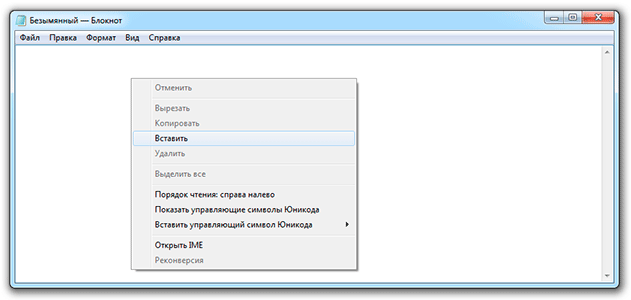 Безымянный — Блокнот
Файл Правка Формат Вид Справка
Отменить
Вырезать
Копировать
Вставить
Удалить
Выделить все
Порядок чтения: справа налево
Показать управляющие символы Юникода
Вставить управляющий символ Юникода
Открыть IME
Реконверсия